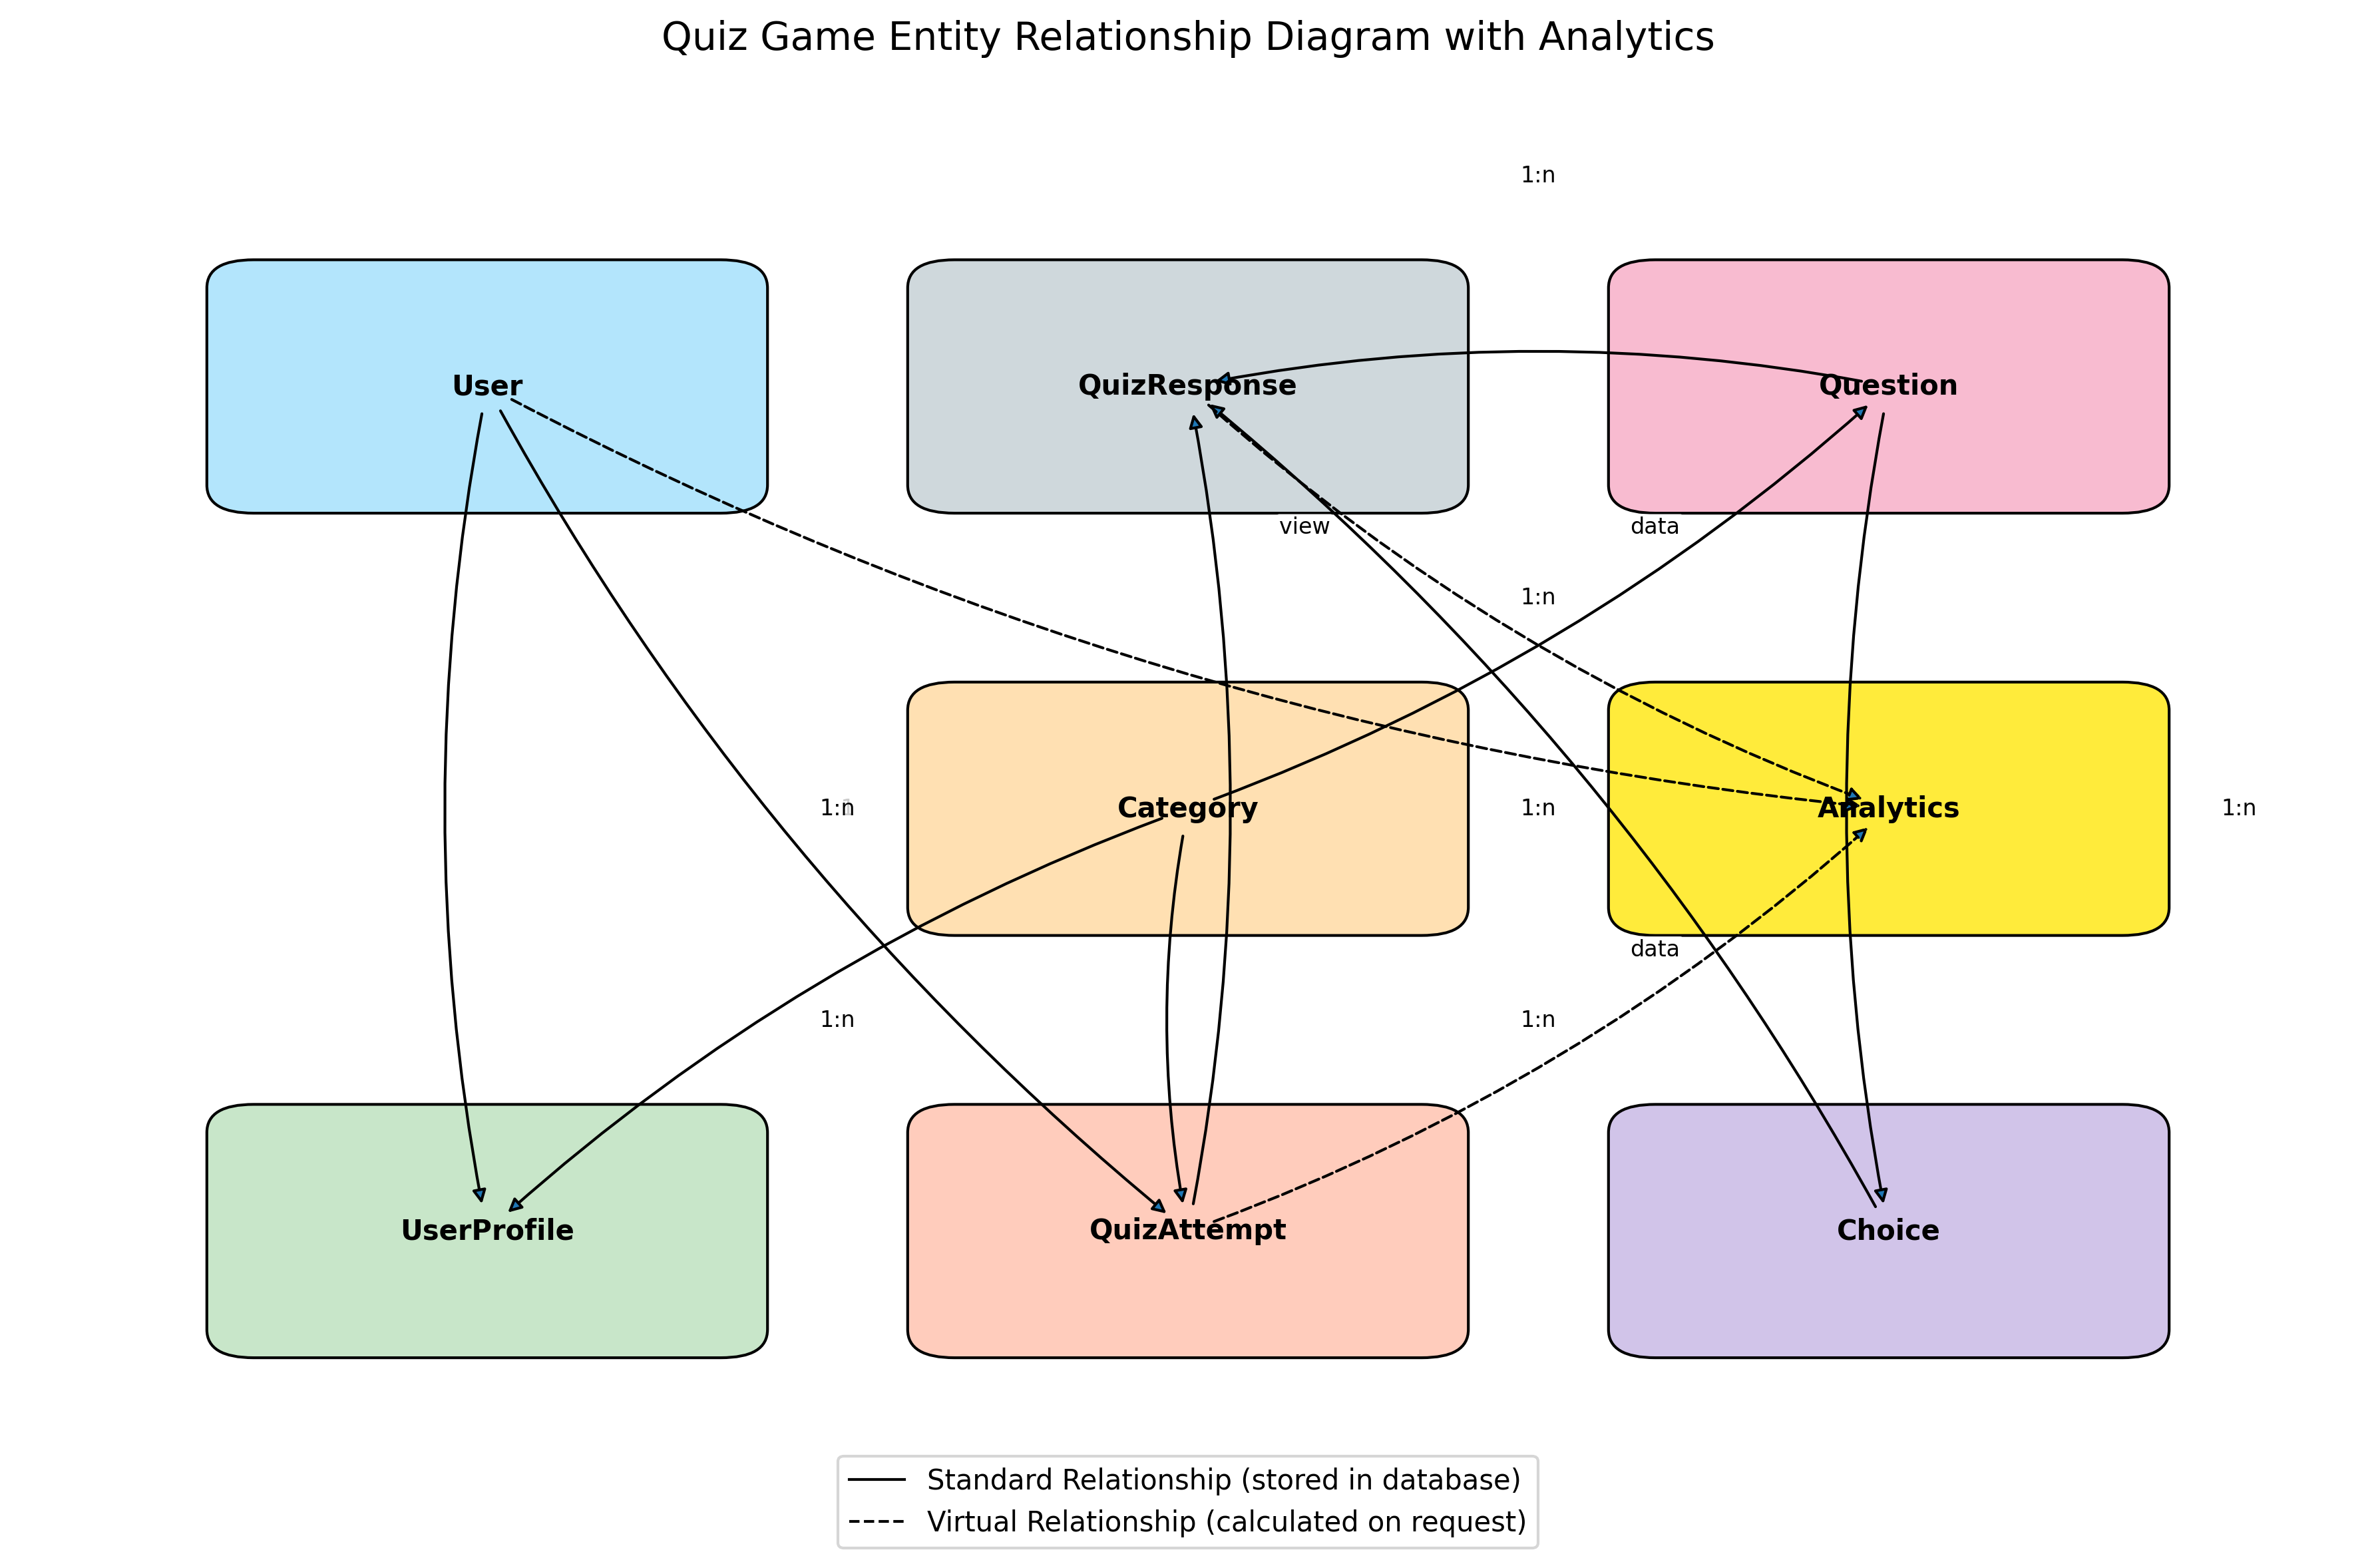 Quiz Game Entity Relationship Diagram with Analytics
1:n
User
QuizResponse
Question
view
data
1:n
1:n
Category
1:n
Analytics
1:n
data
1:n
1:n
UserProfile
QuizAttempt
Choice
Standard Relationship (stored in database)
Virtual Relationship (calculated on request)